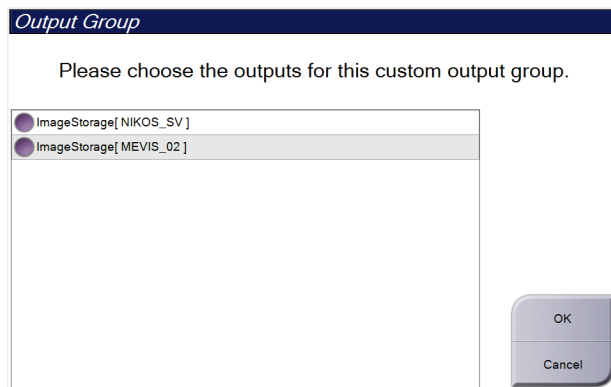 Output Group
Please choose the outputs for this custom output group.
ImageStorage[ NIKOS_SV ]
ImageStorage[ MEVIS_02 ]
OK
Cancel